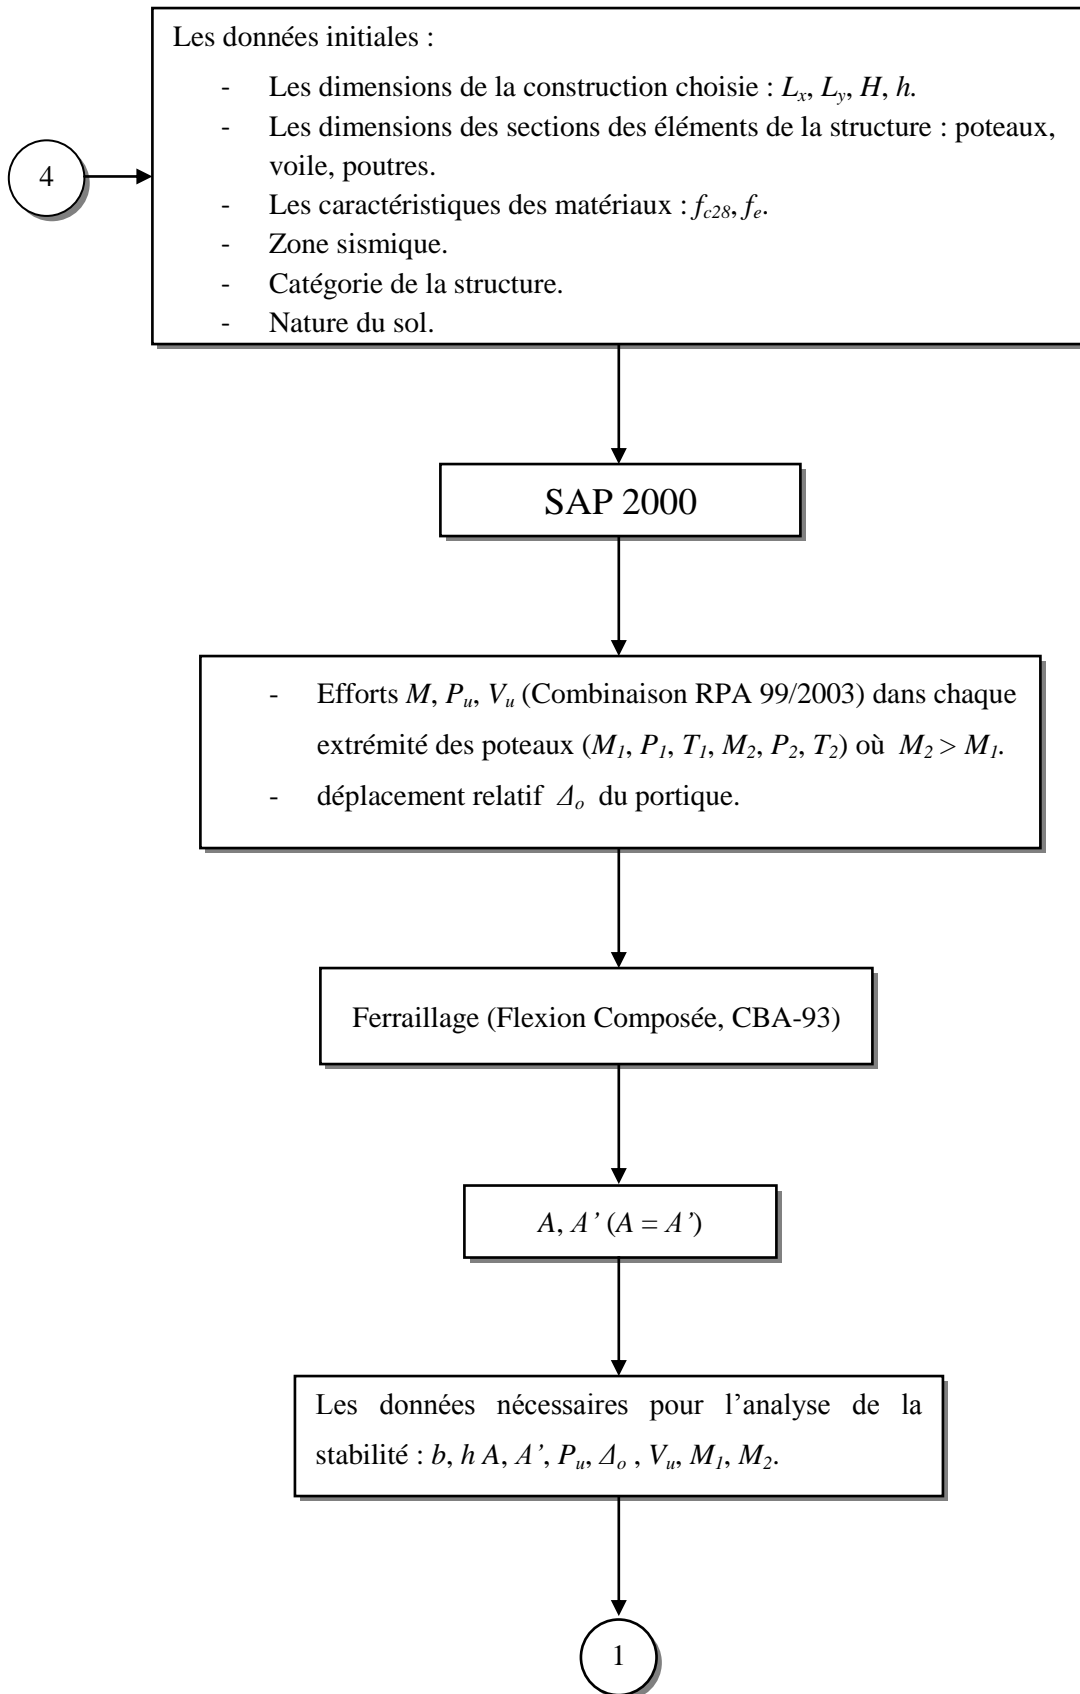 Les données initiales :
- Les dimensions de la construction choisie : Lx, Ly, H, h.
- Les dimensions des sections des éléments de la structure : poteaux,
voile, poutres.
4
- Les caractéristiques des matériaux : fc28, fe.
- Zone sismique.
- Catégorie de la structure.
- Nature du sol.
SAP 2000
- Efforts M, Pu, Vu (Combinaison RPA 99/2003) dans chaque
extrémité des poteaux (M1, P1, T1, M2, P2, T2) où M2 > M1.
- déplacement relatif Δo du portique.
Ferraillage (Flexion Composée, CBA-93)
A, A’ (A = A’)
Les données nécessaires pour l’analyse de la
stabilité : b, h A, A’, Pu, Δo , Vu, M1, M2.
1